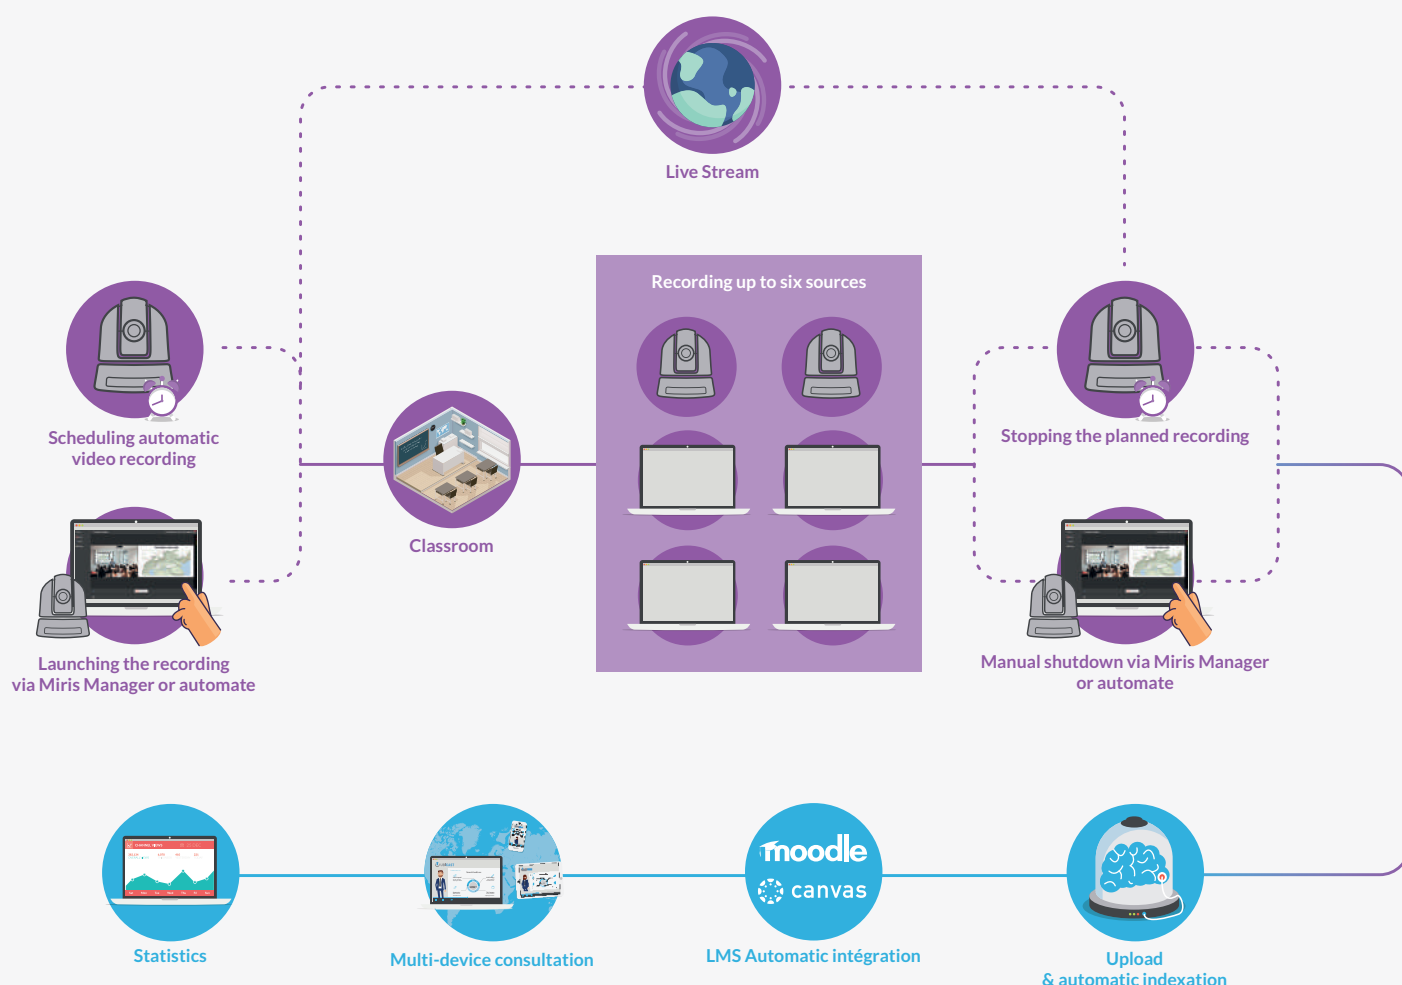 Live Stream
Recording up to six sources
Scheduling automatic
video recording
Stopping the planned recording
Classroom
Launching the recording
via Miris Manager or automate
Manual shutdown via Miris Manager
or automate
moodle
canvas
Statistics
Multi-device consultation
LMS Automatic intégration
Upload
& automatic indexation